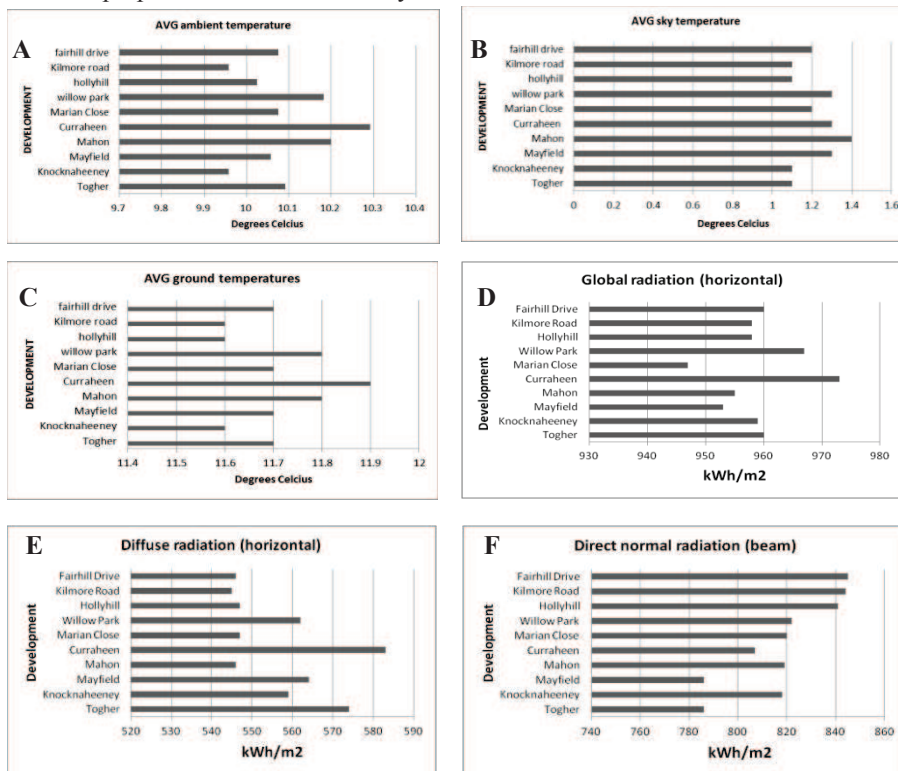 A
AVG ambient temperature
DEVELOPMENT
fairhill drive
Kilmore road
hollyhill
willow park
Marian Close
Curraheen
Mahon
Mayfield
Knocknaheeney
Togher
9.7 9.8 9.9 10 10.1 10.2 10.3 10.4
Degrees Celcius
B
AVG sky temperature
DEVELOPMENT
fairhill drive
Kilmore road
hollyhill
willow park
Marian Close
Curraheen
Mahon
Mayfield
Knocknaheeney
Togher
0 0.2 0.4 0.6 0.8 1 1.2 1.4 1.6
Degrees Celcius
C
AVG ground temperatures
DEVELOPMENT
fairhill drive
Kilmore road
hollyhill
willow park
Marian Close
Curraheen
Mahon
Mayfield
Knocknaheeney
Togher
11.4 11.5 11.6 11.7 11.8 11.9 12
Degrees Celcius
D
Global radiation (horizontal)
Development
Fairhill Drive
Kilmore Road
Hollyhill
Willow Park
Marian Close
Curraheen
Mahon
Mayfield
Knocknaheeney
Togher
930 940 950 960 970 980
kWh/m2
E
Diffuse radiation (horizontal)
Development
Fairhill Drive
Kilmore Road
Hollyhill
Willow Park
Marian Close
Curraheen
Mahon
Mayfield
Knocknaheeney
Togher
520 530 540 550 560 570 580 590
kWh/m2
F
Direct normal radiation (beam)
Development
Fairhill Drive
Kilmore Road
Hollyhill
Willow Park
Marian Close
Curraheen
Mahon
Mayfield
Knocknaheeney
Togher
740 760 780 800 820 840 860
kWh/m2